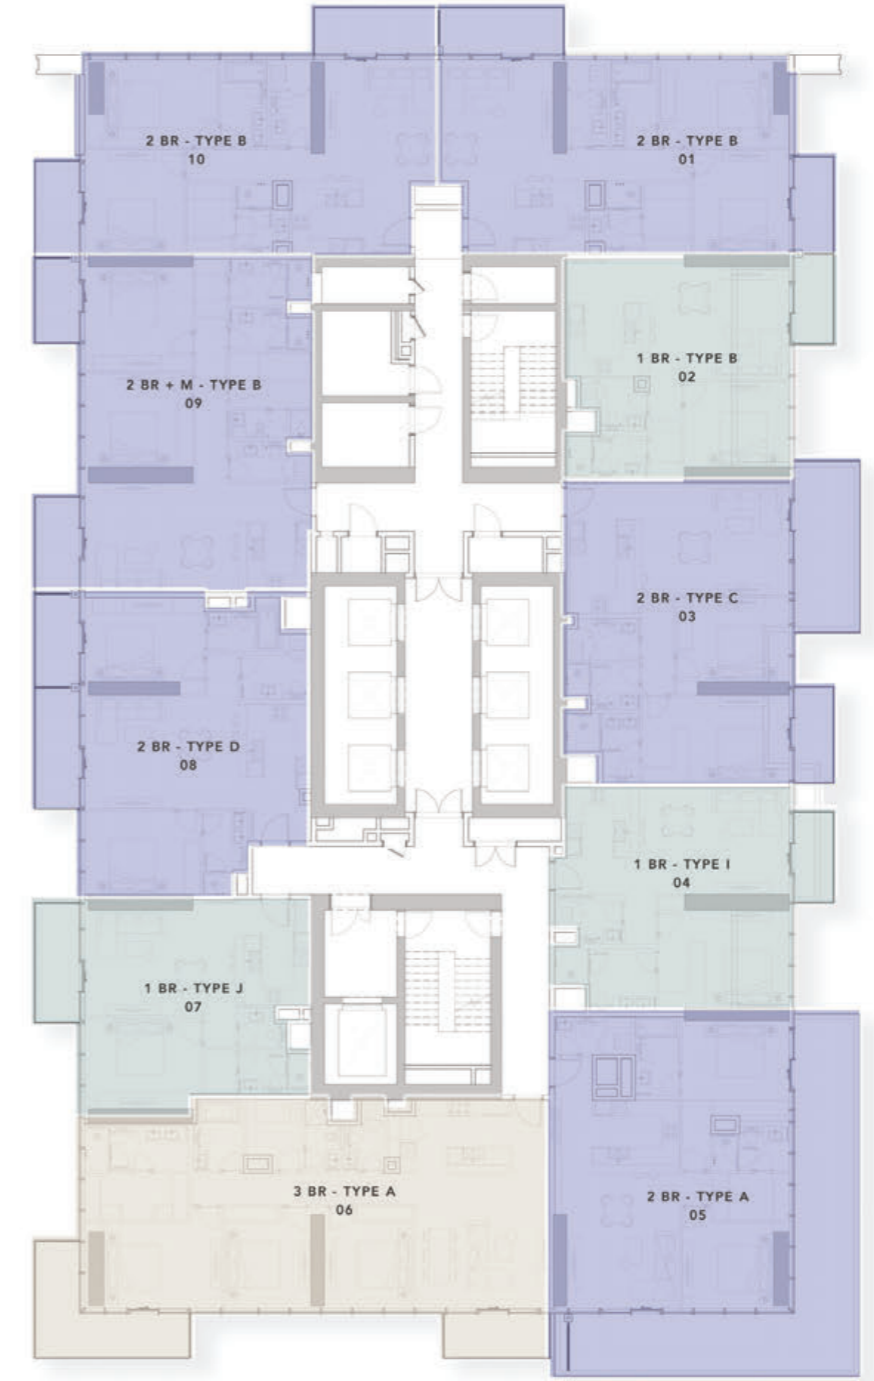 2 BR - TYPE B
10
2 BR - TYPE B
01
2 BR + M - TYPE B
09
1 BR - TYPE B
02
2 BR - TYPE C
03
2 BR - TYPE D
08
1 BR - TYPE I
04
1 BR - TYPE J
07
3 BR - TYPE A
06
2 BR - TYPE A
05